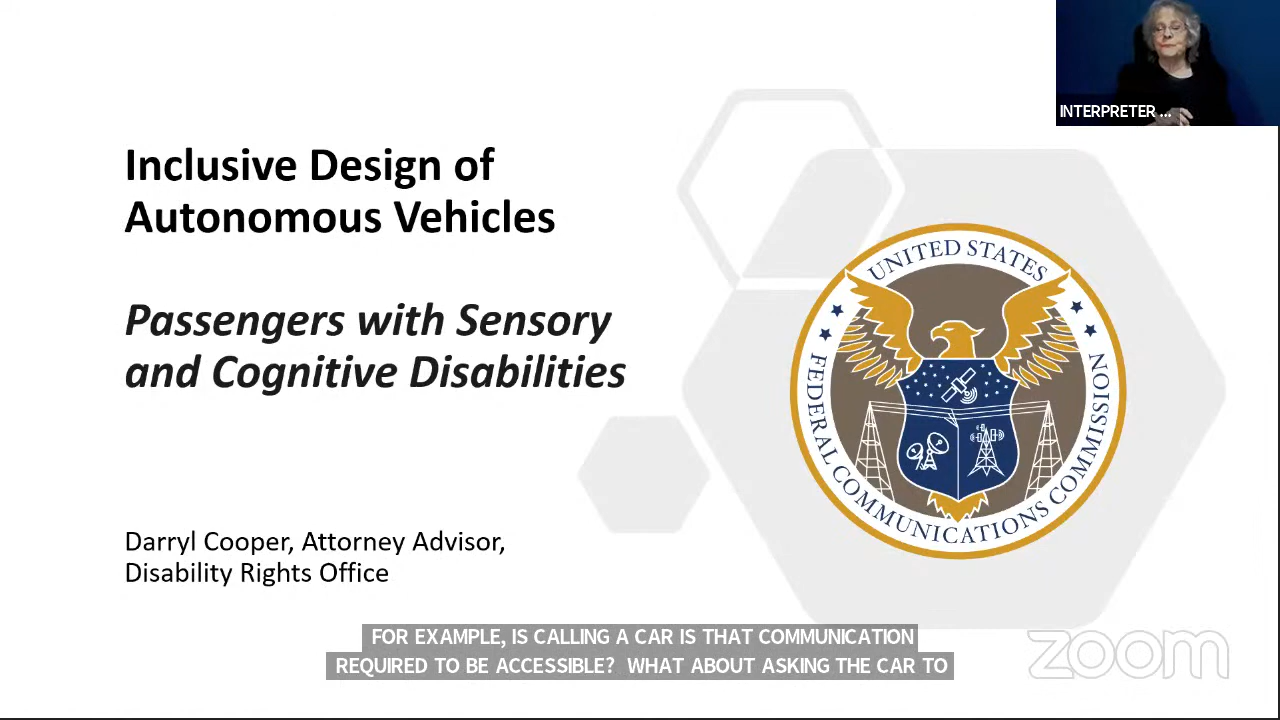 INTERPRETER ...
Inclusive Design of
Autonomous Vehicles
Passengers with Sensory
and Cognitive Disabilities
UNITED STATES
FEDERAL COMMUNICATIONS COMMISSION
Darryl Cooper, Attorney Advisor,
Disability Rights Office
FOR EXAMPLE, IS CALLING A CAR IS THAT COMMUNICATION
REQUIRED TO BE ACCESSIBLE?  WHAT ABOUT ASKING THE CAR TO
zoom